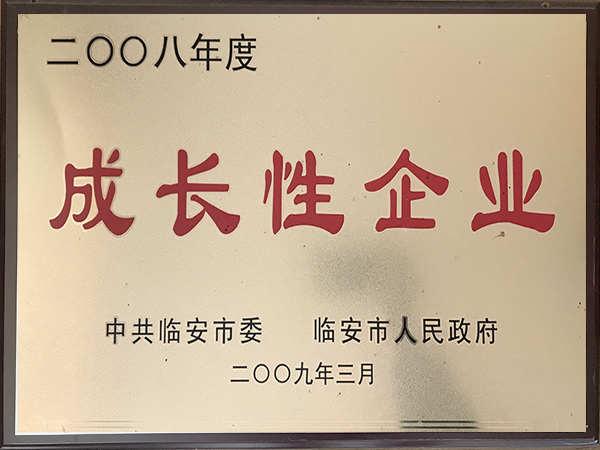 二〇〇八年度
成长性企业
中共临安市委 临安市人民政府
二〇〇九年三月